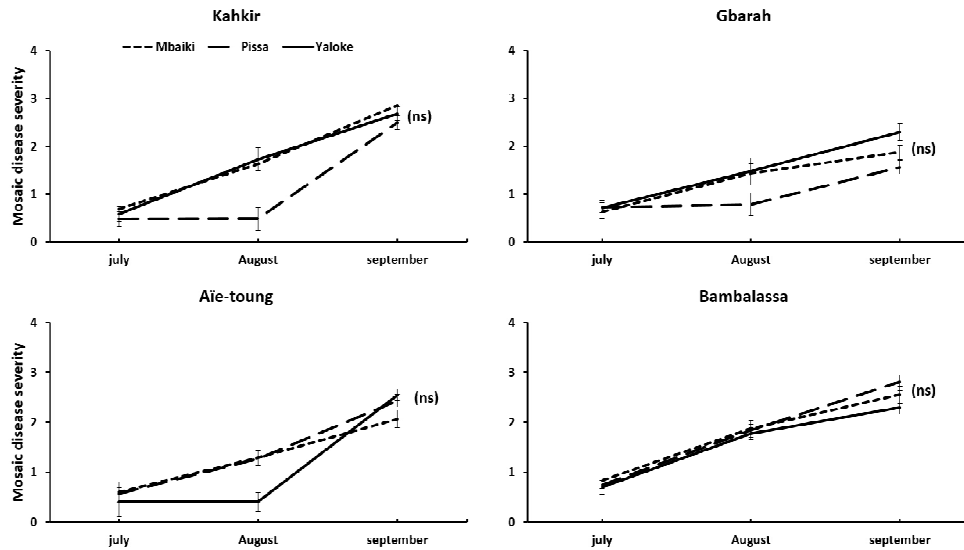 Kahkir
Mbaiki
Pissa
Yaloke
Mosaic disease severity
4
3
2
1
0
(ns)
july
August
september
Gbarah
4
3
2
1
0
(ns)
july
August
september
Aïe-toung
Mosaic disease severity
4
3
2
1
0
(ns)
july
August
september
Bambalassa
4
3
2
1
0
(ns)
july
August
september